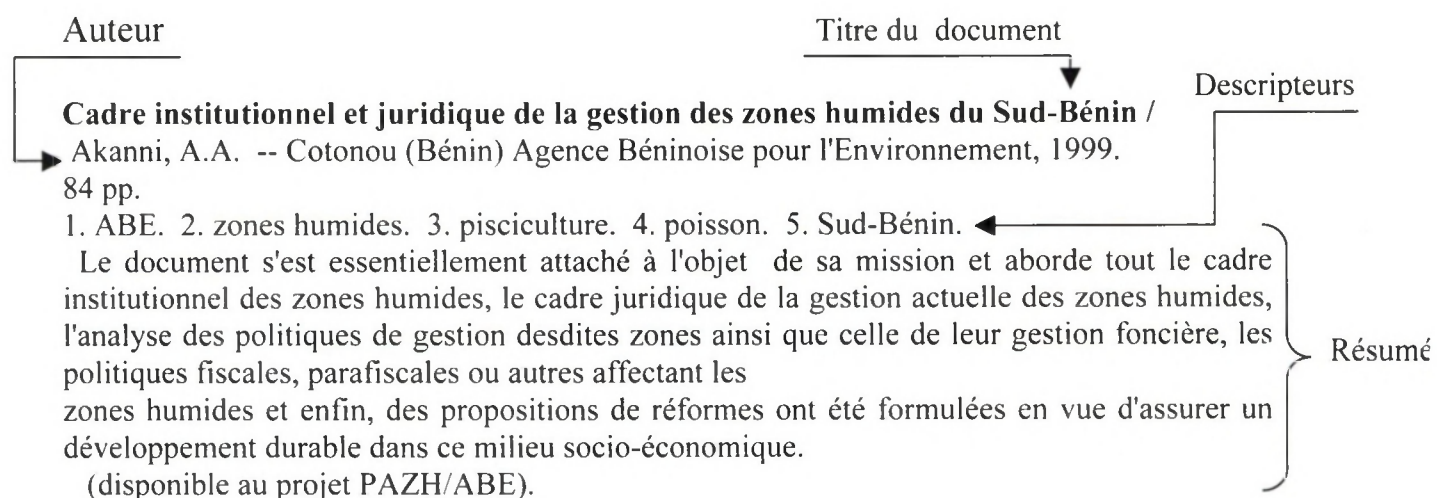 Auteur
Titre du document
Descripteurs
Cadre institutionnel et juridique de la gestion des zones humides du Sud-Bénin /
Akanni, A.A. -- Cotonou (Bénin) Agence Béninoise pour l'Environnement, 1999.
84 pp.
1. ABE. 2. zones humides. 3. pisciculture. 4. poisson. 5. Sud-Bénin.
Le document s'est essentiellement attaché à l'objet de sa mission et aborde tout le cadre
institutionnel des zones humides, le cadre juridique de la gestion actuelle des zones humides,
l'analyse des politiques de gestion desdites zones ainsi que celle de leur gestion foncière, les
politiques fiscales, parafiscales ou autres affectant les
zones humides et enfin, des propositions de réformes ont été formulées en vue d'assurer un
développement durable dans ce milieu socio-économique.
(disponible au projet PAZH/ABE).
Résumé